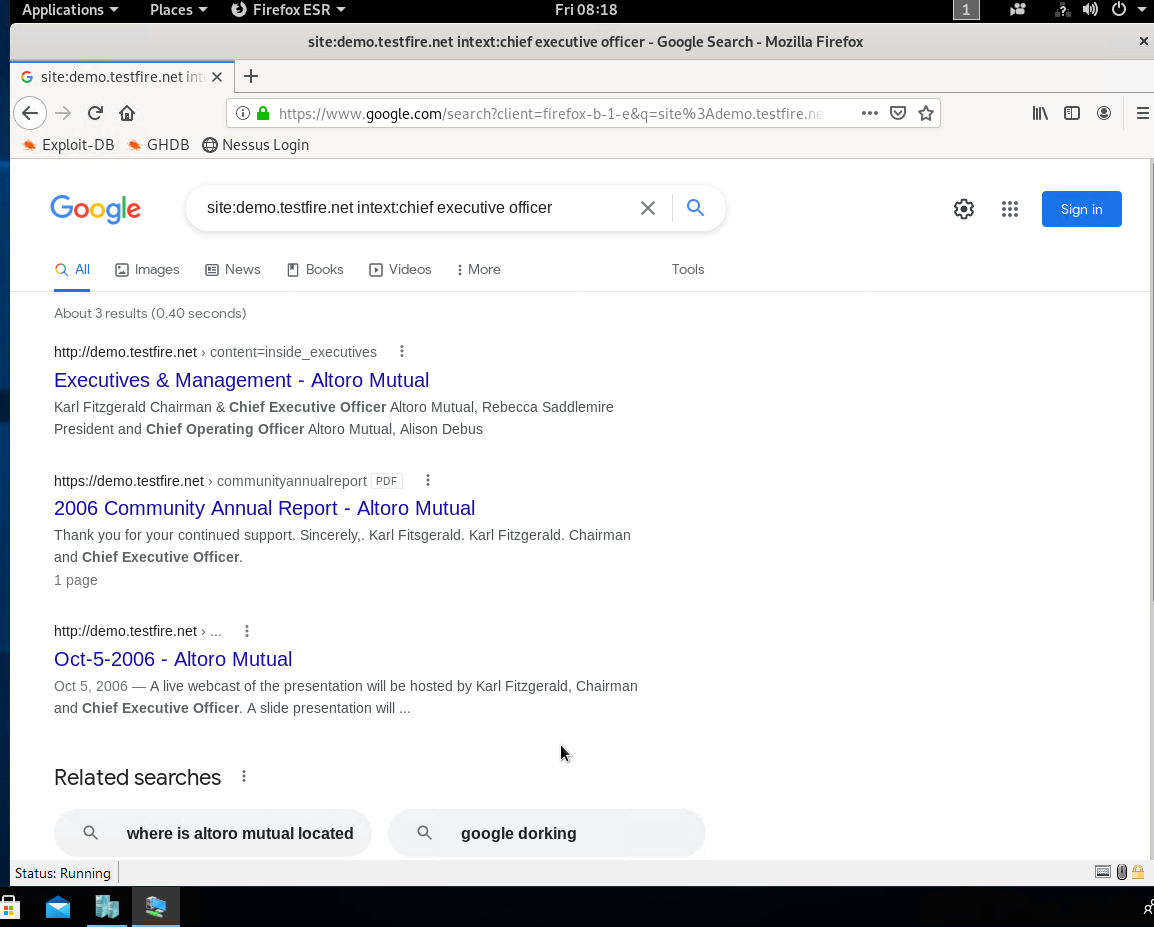 Applications Places Firefox ESR Fri 08:18 1
site:demo.testfire.net intext:chief executive officer - Google Search - Mozilla Firefox ×
site:demo.testfire.net int
https://www.google.com/search?client=firefox-b-1-e&q=site%3Ademo.testfire.ne
Exploit-DB GHDB Nessus Login
Google site:demo.testfire.net intext:chief executive officer Sign in
All Images News Books Videos More Tools
About 3 results (0.40 seconds)
http://demo.testfire.net › content=inside_executives
Executives & Management - Altoro Mutual
Karl Fitzgerald Chairman & Chief Executive Officer Altoro Mutual, Rebecca Saddlemire
President and Chief Operating Officer Altoro Mutual, Alison Debus
https://demo.testfire.net › communityannualreport PDF
2006 Community Annual Report - Altoro Mutual
Thank you for your continued support. Sincerely,. Karl Fitsgerald. Karl Fitzgerald. Chairman
and Chief Executive Officer.
1 page
http://demo.testfire.net › ...
Oct-5-2006 - Altoro Mutual
Oct 5, 2006 — A live webcast of the presentation will be hosted by Karl Fitzgerald, Chairman
and Chief Executive Officer. A slide presentation will ...
Related searches
where is altoro mutual located google dorking
Status: Running